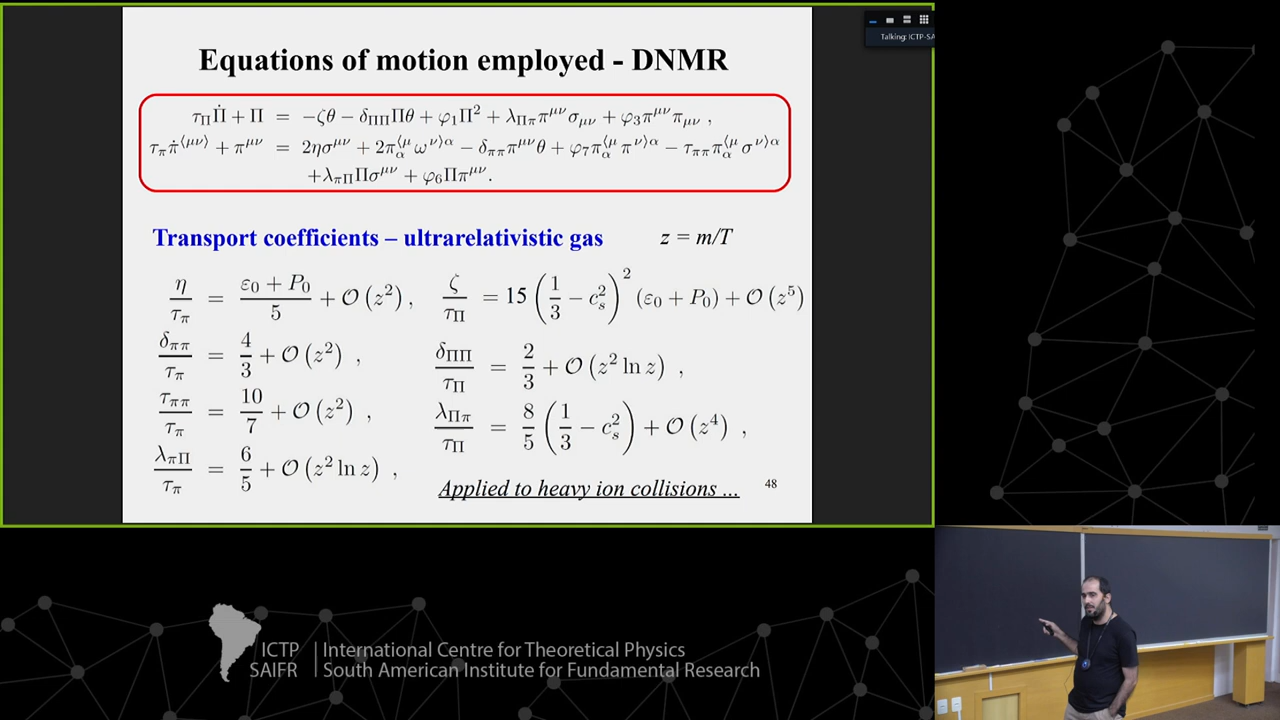 Talking: ICTP-SA
Equations of motion employed - DNMR
τ_Π Π̇ + Π = −ζθ − δ_ΠΠ Πθ + φ₁Π² + λ_Ππ π^{μν}σ_{μν} + φ₃π^{μν}π_{μν} ,
τ_π π̇^{⟨μν⟩} + π^{μν} = 2ησ^{μν} + 2π_α^{⟨μ} ω^{ν⟩α} − δ_ππ π^{μν}θ + φ₇π_α^{⟨μ} π^{ν⟩α} − τ_ππ π_α^{⟨μ} σ^{ν⟩α}
+λ_πΠ Πσ^{μν} + φ₆Ππ^{μν}.
Transport coefficients – ultrarelativistic gas z = m/T
η/τ_π = (ε₀ + P₀)/5 + O(z²) , ζ/τ_Π = 15 (1/3 − c_s²)² (ε₀ + P₀) + O(z⁵)
δ_ππ/τ_π = 4/3 + O(z²) , δ_ΠΠ/τ_Π = 2/3 + O(z² ln z) ,
τ_ππ/τ_π = 10/7 + O(z²) , λ_Ππ/τ_Π = 8/5 (1/3 − c_s²) + O(z⁴) ,
λ_πΠ/τ_π = 6/5 + O(z² ln z) ,
Applied to heavy ion collisions ... 48
ICTP International Centre for Theoretical Physics
SAIFR South American Institute for Fundamental Research